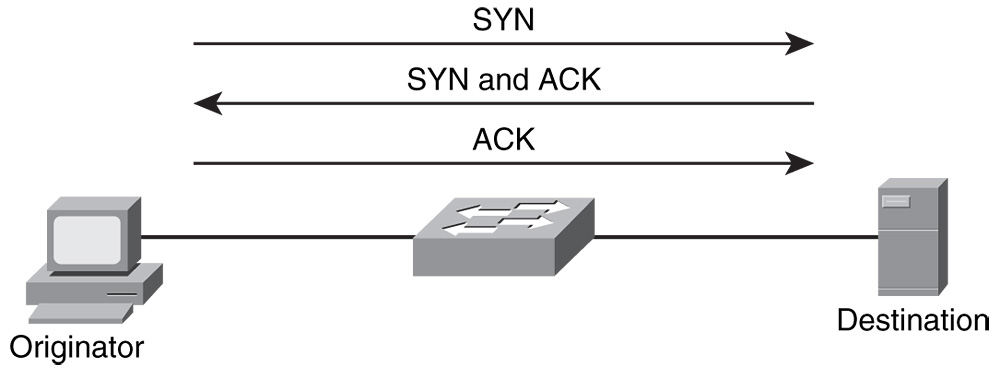 SYN
SYN and ACK
ACK
Originator
Destination